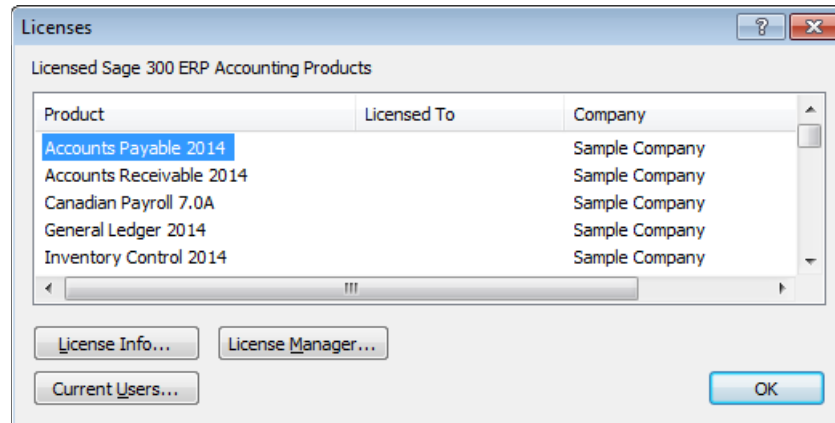 Licenses
Licensed Sage 300 ERP Accounting Products
Product Licensed To Company
Accounts Payable 2014 Sample Company
Accounts Receivable 2014 Sample Company
Canadian Payroll 7.0A Sample Company
General Ledger 2014 Sample Company
Inventory Control 2014 Sample Company
License Info... License Manager...
Current Users... OK